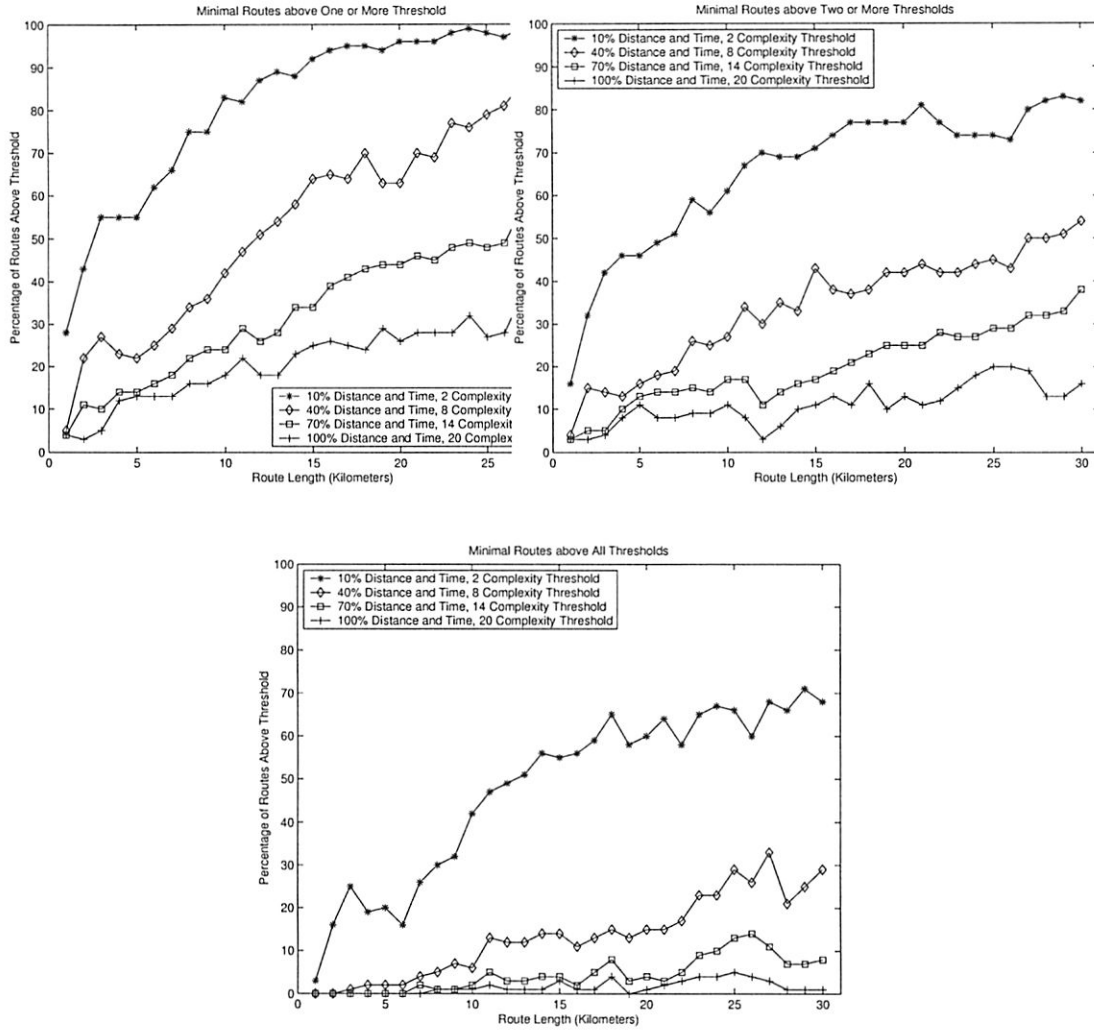 Minimal Routes above One or More Threshold
100
90
80
70
60
50
40
30
20
10
0
Percentage of Routes Above Threshold
10% Distance and Time, 2 Complexity
40% Distance and Time, 8 Complexity
70% Distance and Time, 14 Complexit
100% Distance and Time, 20 Complex
0 5 10 15 20 25
Route Length (Kilometers)
Minimal Routes above Two or More Thresholds
100
90
80
70
60
50
40
30
20
10
0
Percentage of Routes Above Threshold
10% Distance and Time, 2 Complexity Threshold
40% Distance and Time, 8 Complexity Threshold
70% Distance and Time, 14 Complexity Threshold
100% Distance and Time, 20 Complexity Threshold
0 5 10 15 20 25 30
Route Length (Kilometers)
Minimal Routes above All Thresholds
100
90
80
70
60
50
40
30
20
10
0
Percentage of Routes Above Threshold
10% Distance and Time, 2 Complexity Threshold
40% Distance and Time, 8 Complexity Threshold
70% Distance and Time, 14 Complexity Threshold
100% Distance and Time, 20 Complexity Threshold
0 5 10 15 20 25 30
Route Length (Kilometers)